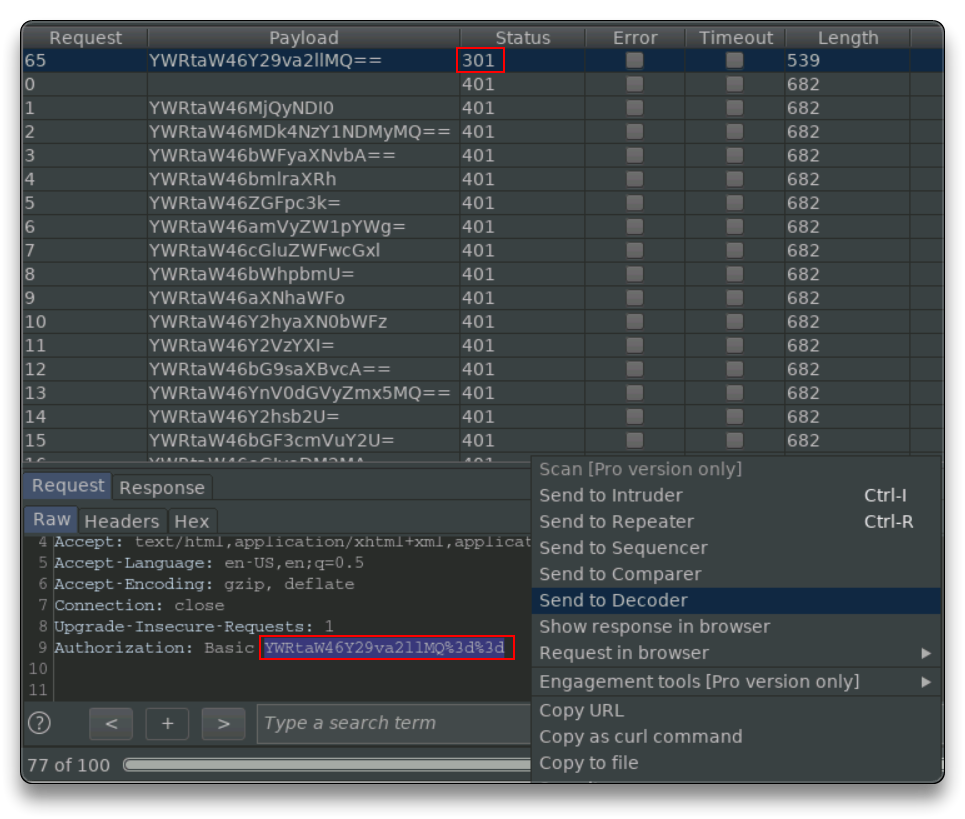 Request Payload Status Error Timeout Length
65 YWRtaW46Y29va2llMQ== 301 539
0 401 682
1 YWRtaW46MjQyNDI0 401 682
2 YWRtaW46MDk4NzY1NDMyMQ== 401 682
3 YWRtaW46bWFyaXNvbA== 401 682
4 YWRtaW46bmlraXRh 401 682
5 YWRtaW46ZGFpc3k= 401 682
6 YWRtaW46amVyZW1pYWg= 401 682
7 YWRtaW46cGluZWFwcGxl 401 682
8 YWRtaW46bWhpbmU= 401 682
9 YWRtaW46aXNhaWFo 401 682
10 YWRtaW46Y2hyaXN0bWFz 401 682
11 YWRtaW46Y2VzYXI= 401 682
12 YWRtaW46bG9saXBvcA== 401 682
13 YWRtaW46YnV0dGVyZmx5MQ== 401 682
14 YWRtaW46Y2hsb2U= 401 682
15 YWRtaW46bGF3cmVuY2U= 401 682
Request Response
Raw Headers Hex
4 Accept: text/html,application/xhtml+xml,applicat
5 Accept-Language: en-US,en;q=0.5
6 Accept-Encoding: gzip, deflate
7 Connection: close
8 Upgrade-Insecure-Requests: 1
9 Authorization: Basic YWRtaW46Y29va2llMQ%3d%3d
10
11
? < + > Type a search term
77 of 100
Scan [Pro version only]
Send to Intruder Ctrl-I
Send to Repeater Ctrl-R
Send to Sequencer
Send to Comparer
Send to Decoder
Show response in browser
Request in browser
Engagement tools [Pro version only]
Copy URL
Copy as curl command
Copy to file